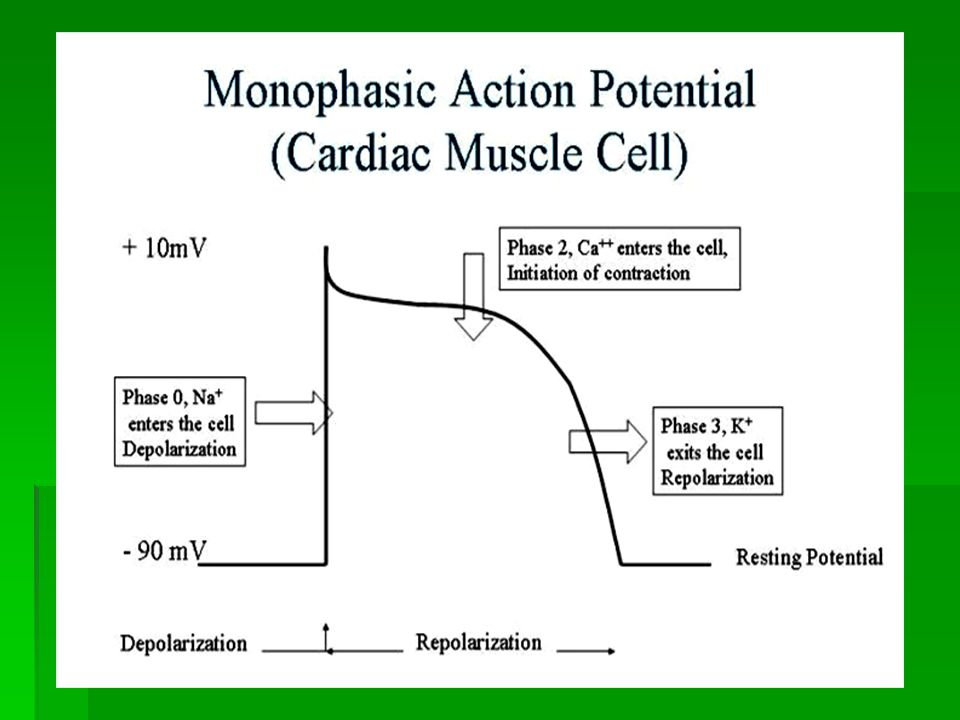 Monophasic Action Potential
(Cardiac Muscle Cell)
+ 10mV
Phase 2, Ca⁺⁺ enters the cell,
Initiation of contraction
Phase 0, Na⁺
enters the cell
Depolarization
Phase 3, K⁺
exits the cell
Repolarization
- 90 mV
Resting Potential
Depolarization
Repolarization